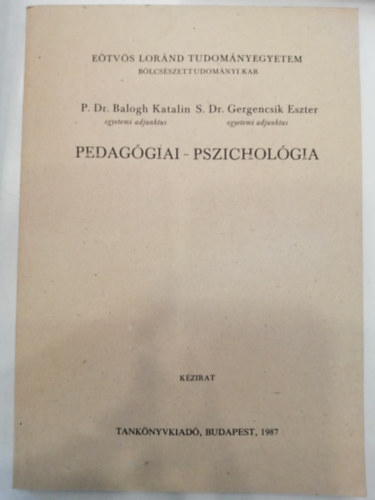 EÖTVÖS LORÁND TUDOMÁNYEGYETEM
BÖLCSÉSZETTUDOMÁNYI KAR
P. Dr. Balogh Katalin S. Dr. Gergencsik Eszter
egyetemi adjunktus egyetemi adjunktus
PEDAGÓGIAI - PSZICHOLÓGIA
KÉZIRAT
TANKÖNYVKIADÓ, BUDAPEST, 1987